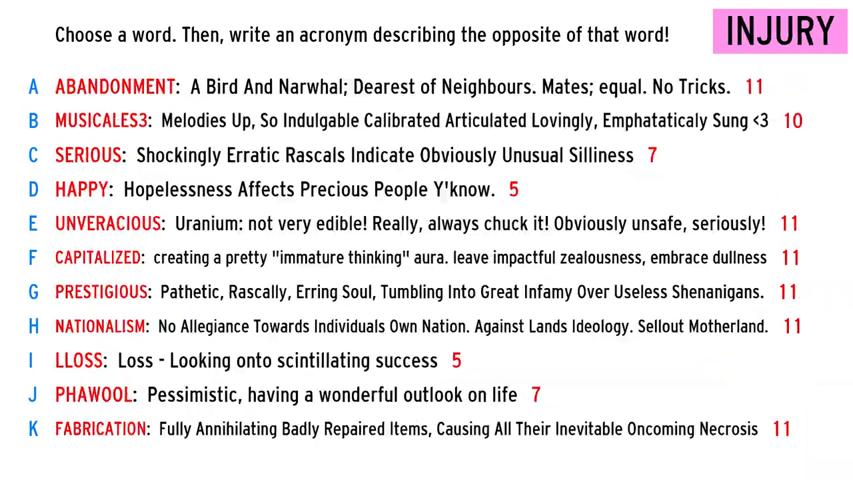 Choose a word. Then, write an acronym describing the opposite of that word!
INJURY
A ABANDONMENT: A Bird And Narwhal; Dearest of Neighbours. Mates; equal. No Tricks. 11
B MUSICALES3: Melodies Up, So Indulgable Calibrated Articulated Lovingly, Emphataticaly Sung <3 10
C SERIOUS: Shockingly Erratic Rascals Indicate Obviously Unusual Silliness 7
D HAPPY: Hopelessness Affects Precious People Y'know. 5
E UNVERACIOUS: Uranium: not very edible! Really, always chuck it! Obviously unsafe, seriously! 11
F CAPITALIZED: creating a pretty "immature thinking" aura. leave impactful zealousness, embrace dullness 11
G PRESTIGIOUS: Pathetic, Rascally, Erring Soul, Tumbling Into Great Infamy Over Useless Shenanigans. 11
H NATIONALISM: No Allegiance Towards Individuals Own Nation. Against Lands Ideology. Sellout Motherland. 11
I LLOSS: Loss - Looking onto scintillating success 5
J PHAWOOL: Pessimistic, having a wonderful outlook on life 7
K FABRICATION: Fully Annihilating Badly Repaired Items, Causing All Their Inevitable Oncoming Necrosis 11